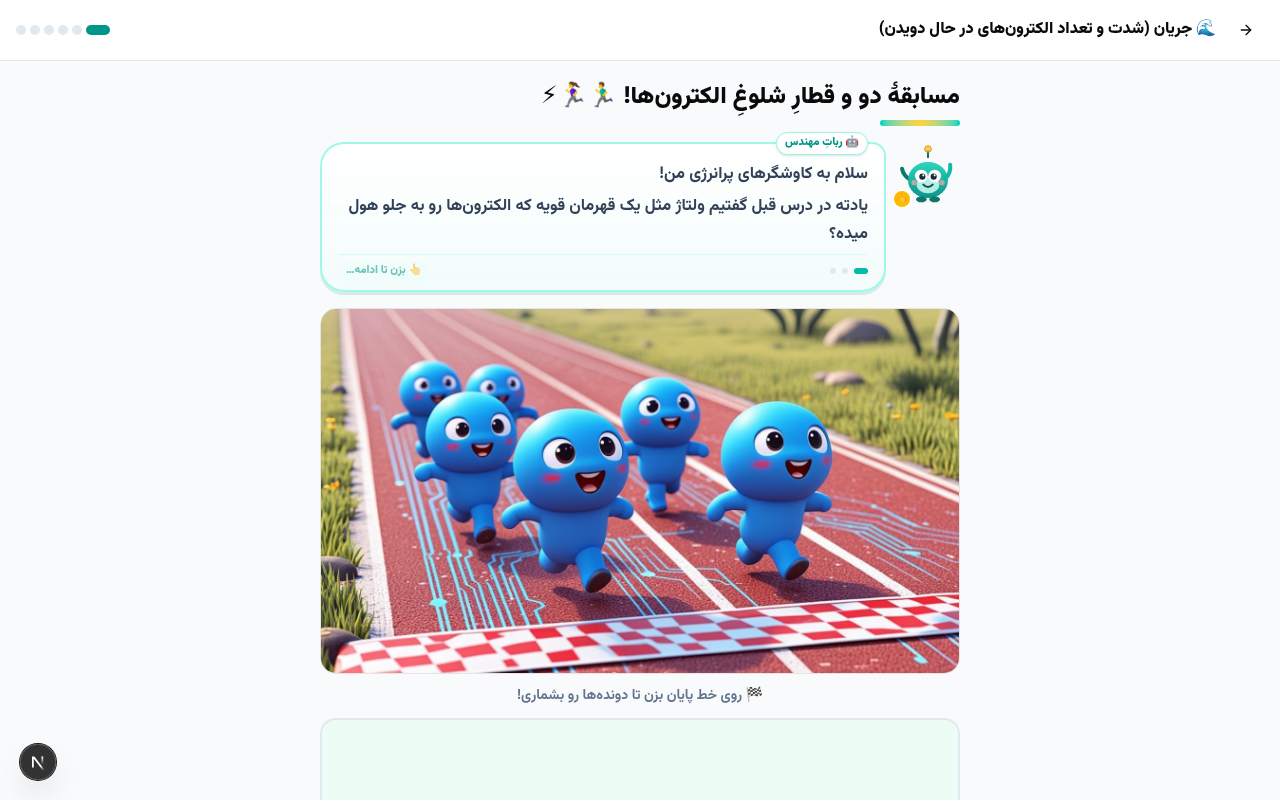 🌊 جریان (شدت و تعداد الکترون‌های در حال دویدن)
مسابقهٔ دو و قطارِ شلوغِ الکترون‌ها! 🏃‍♂️🏃‍♀️⚡
🤖 رباتِ مهندس
سلام به کاوشگرهای پرانرژی من!
یادته در درس قبل گفتیم ولتاژ مثل یک قهرمان قویه که الکترون‌ها رو به جلو هول
میده؟
👆 بزن تا ادامه...
🏁 روی خط پایان بزن تا دونده‌ها رو بشماری!
N